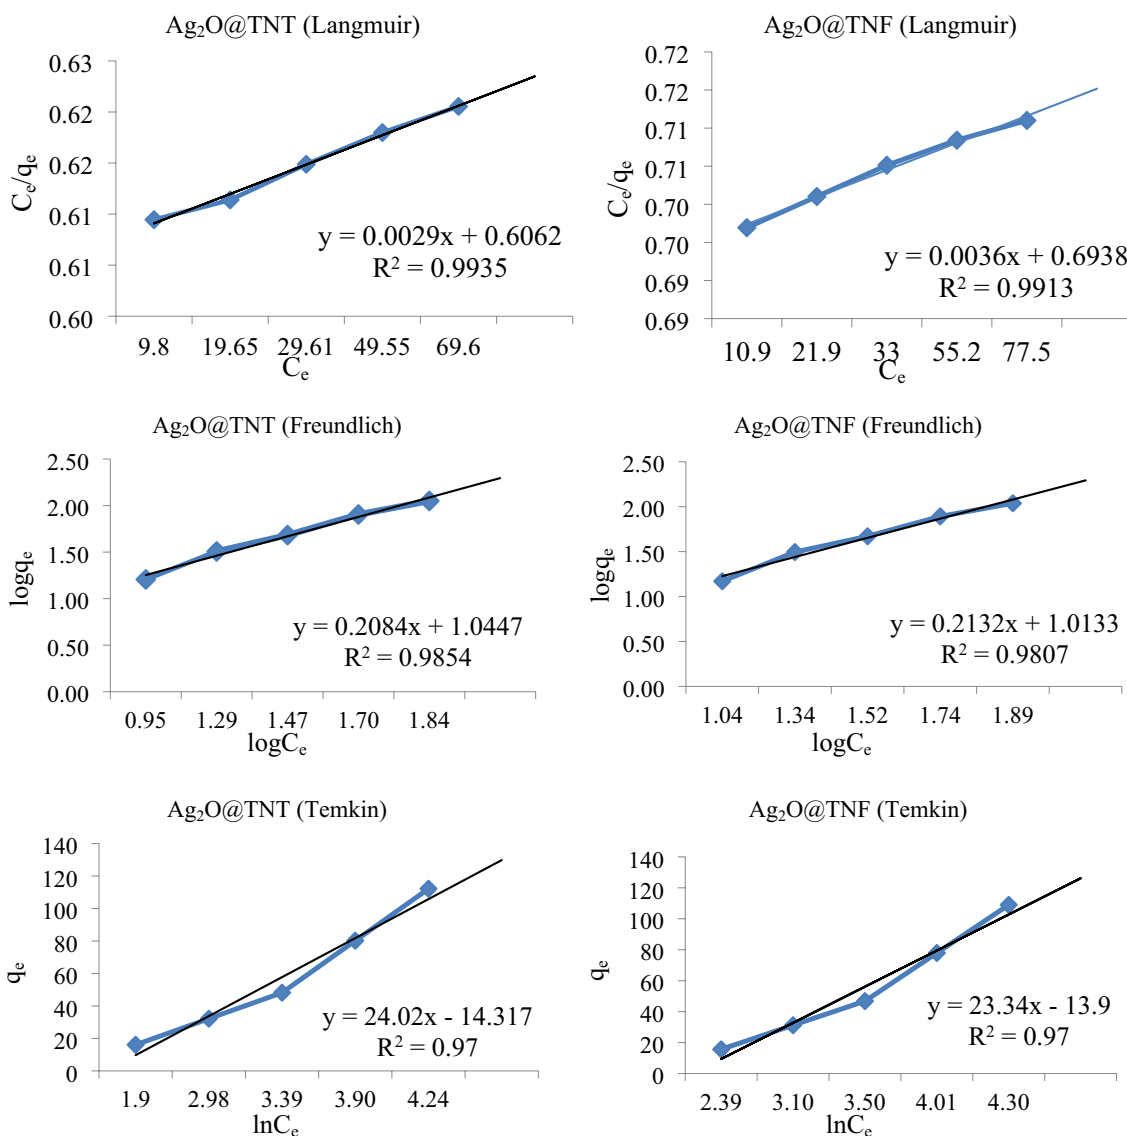 Ag₂O@TNT (Langmuir)
0.63
0.62
0.62
0.61
0.61
0.60
Cₑ/qₑ
y = 0.0029x + 0.6062
R² = 0.9935
9.8 19.65 29.61 49.55 69.6
Cₑ
Ag₂O@TNF (Langmuir)
0.72
0.72
0.71
0.71
0.70
0.70
0.69
0.69
Cₑ/qₑ
y = 0.0036x + 0.6938
R² = 0.9913
10.9 21.9 33 55.2 77.5
Cₑ
Ag₂O@TNT (Freundlich)
2.50
2.00
1.50
1.00
0.50
0.00
logqₑ
y = 0.2084x + 1.0447
R² = 0.9854
0.95 1.29 1.47 1.70 1.84
logCₑ
Ag₂O@TNF (Freundlich)
2.50
2.00
1.50
1.00
0.50
0.00
logqₑ
y = 0.2132x + 1.0133
R² = 0.9807
1.04 1.34 1.52 1.74 1.89
logCₑ
Ag₂O@TNT (Temkin)
140
120
100
80
60
40
20
0
qₑ
y = 24.02x - 14.317
R² = 0.97
1.9 2.98 3.39 3.90 4.24
lnCₑ
Ag₂O@TNF (Temkin)
140
120
100
80
60
40
20
0
qₑ
y = 23.34x - 13.9
R² = 0.97
2.39 3.10 3.50 4.01 4.30
lnCₑ